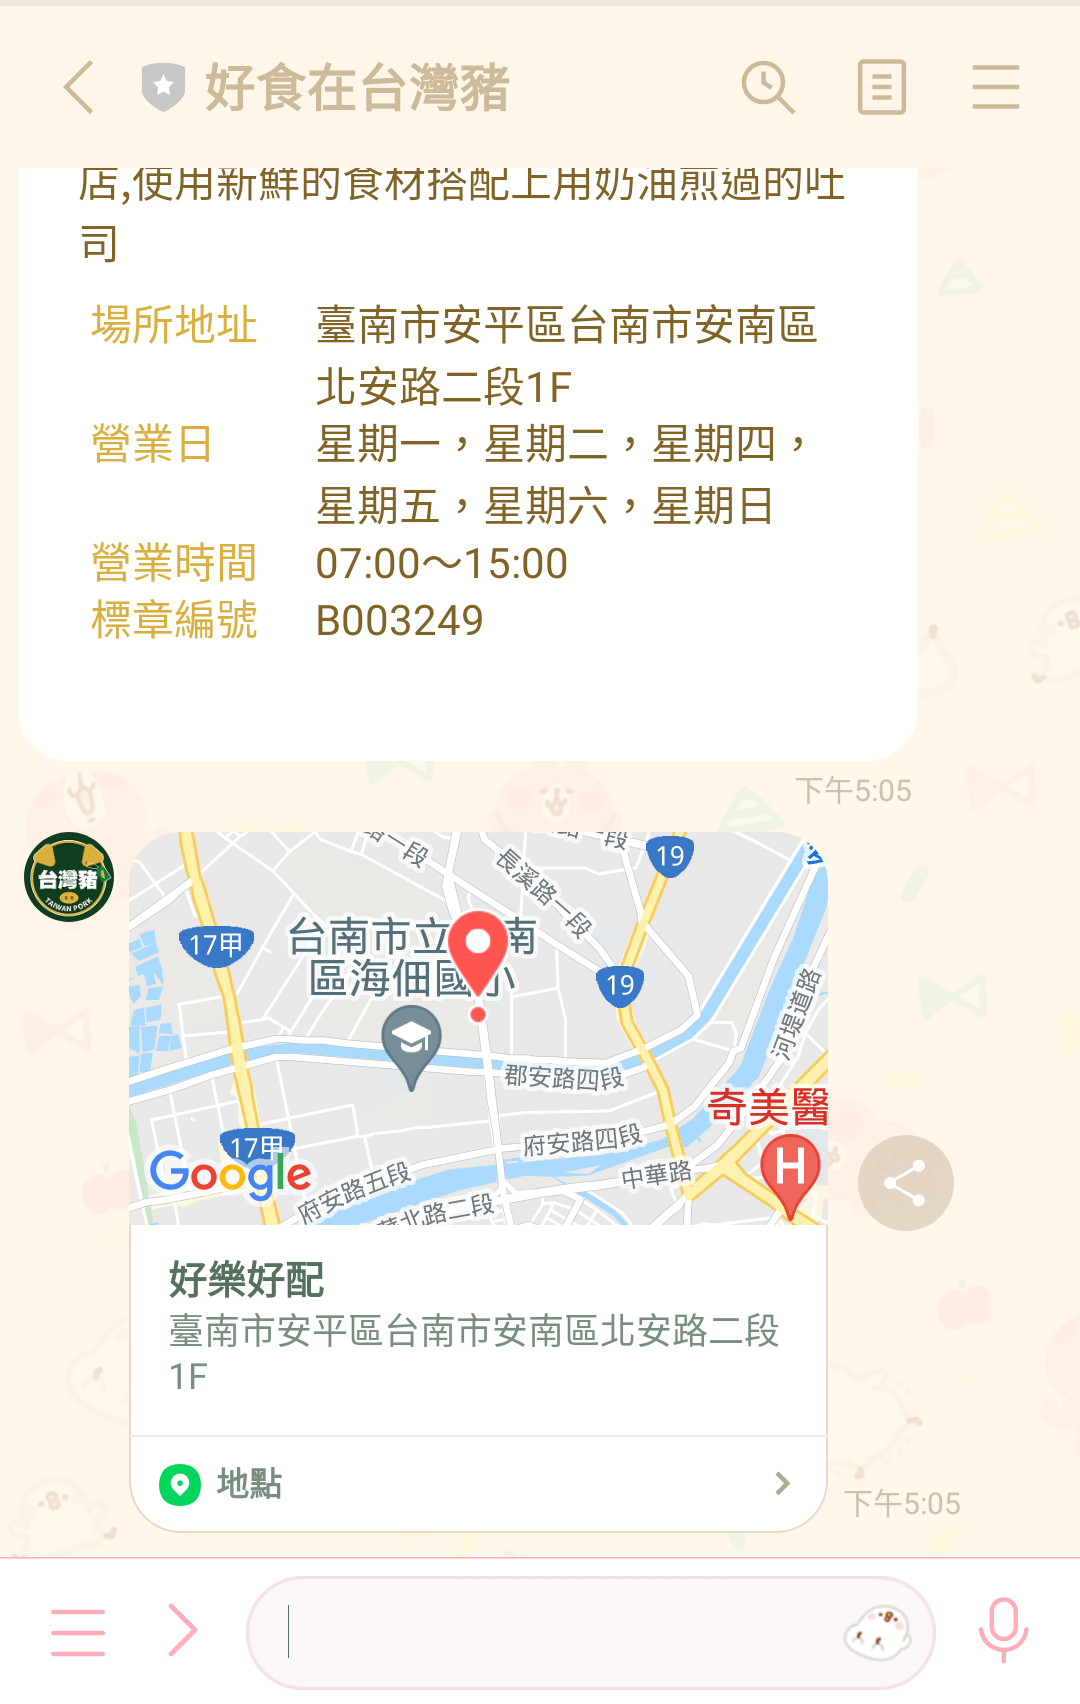 好食在台灣豬
店,使用新鮮的食材搭配上用奶油煎過的吐
司
場所地址 臺南市安平區台南市安南區
北安路二段1F
營業日 星期一，星期二，星期四，
星期五，星期六，星期日
營業時間 07:00～15:00
標章編號 B003249
下午5:05
台灣豬
TAIWAN PORK
路一段
長溪路一段
段
19
17甲
台南市立
南
區海佃國小
19
河堤道路
郡安路四段
奇美醫
府安路四段
17甲
H
中華路
Google
府安路五段
華北路二段
好樂好配
臺南市安平區台南市安南區北安路二段
1F
地點
下午5:05